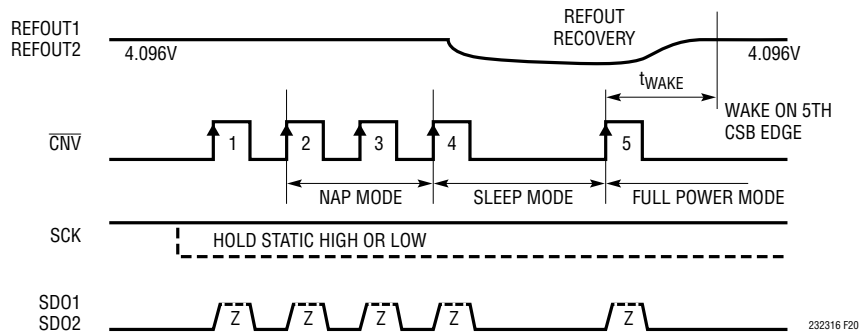 REFOUT1
REFOUT2
4.096V
REFOUT
RECOVERY
4.096V
tWAKE
WAKE ON 5TH
CSB EDGE
CNV
1
2
3
4
5
NAP MODE
SLEEP MODE
FULL POWER MODE
SCK
HOLD STATIC HIGH OR LOW
SDO1
SDO2
Z
Z
Z
Z
Z
232316 F20